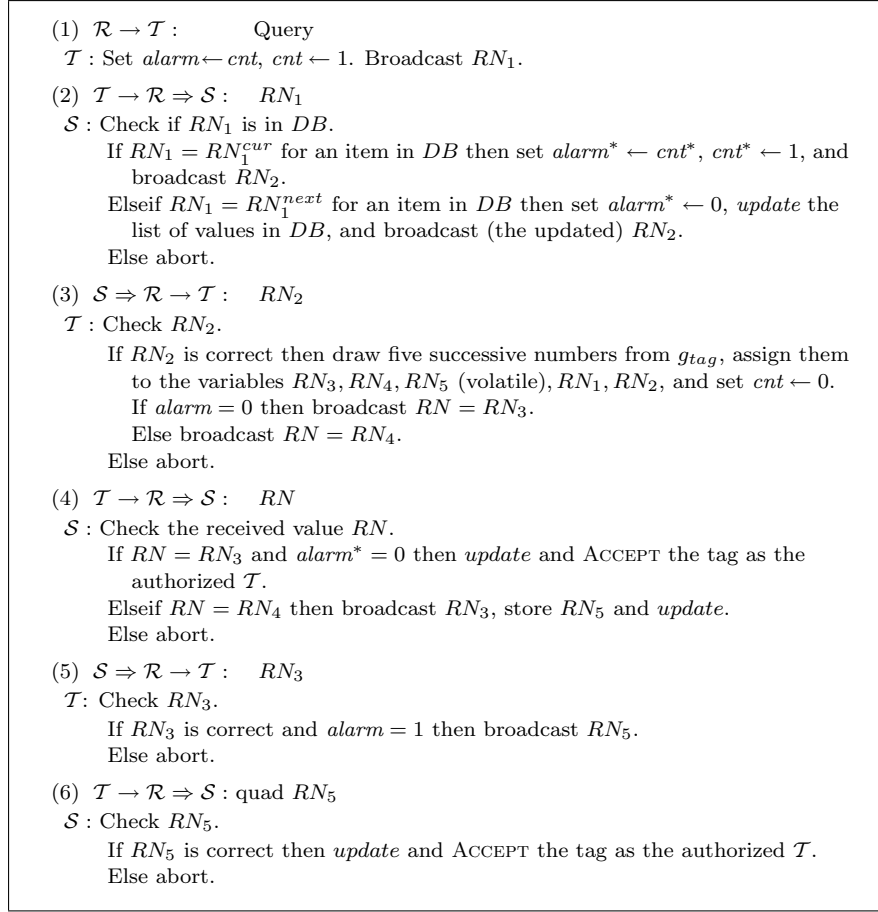 (1) 𝓡 → 𝓣 : Query
𝓣 : Set alarm ← cnt, cnt ← 1. Broadcast RN₁.
(2) 𝓣 → 𝓡 ⇒ 𝓢 : RN₁
𝓢 : Check if RN₁ is in DB.
If RN₁ = RN₁^cur for an item in DB then set alarm* ← cnt*, cnt* ← 1, and
broadcast RN₂.
Elseif RN₁ = RN₁^next for an item in DB then set alarm* ← 0, update the
list of values in DB, and broadcast (the updated) RN₂.
Else abort.
(3) 𝓢 ⇒ 𝓡 → 𝓣 : RN₂
𝓣 : Check RN₂.
If RN₂ is correct then draw five successive numbers from g_tag, assign them
to the variables RN₃, RN₄, RN₅ (volatile), RN₁, RN₂, and set cnt ← 0.
If alarm = 0 then broadcast RN = RN₃.
Else broadcast RN = RN₄.
Else abort.
(4) 𝓣 → 𝓡 ⇒ 𝓢 : RN
𝓢 : Check the received value RN.
If RN = RN₃ and alarm* = 0 then update and ACCEPT the tag as the
authorized 𝓣.
Elseif RN = RN₄ then broadcast RN₃, store RN₅ and update.
Else abort.
(5) 𝓢 ⇒ 𝓡 → 𝓣 : RN₃
𝓣: Check RN₃.
If RN₃ is correct and alarm = 1 then broadcast RN₅.
Else abort.
(6) 𝓣 → 𝓡 ⇒ 𝓢 : quad RN₅
𝓢 : Check RN₅.
If RN₅ is correct then update and ACCEPT the tag as the authorized 𝓣.
Else abort.